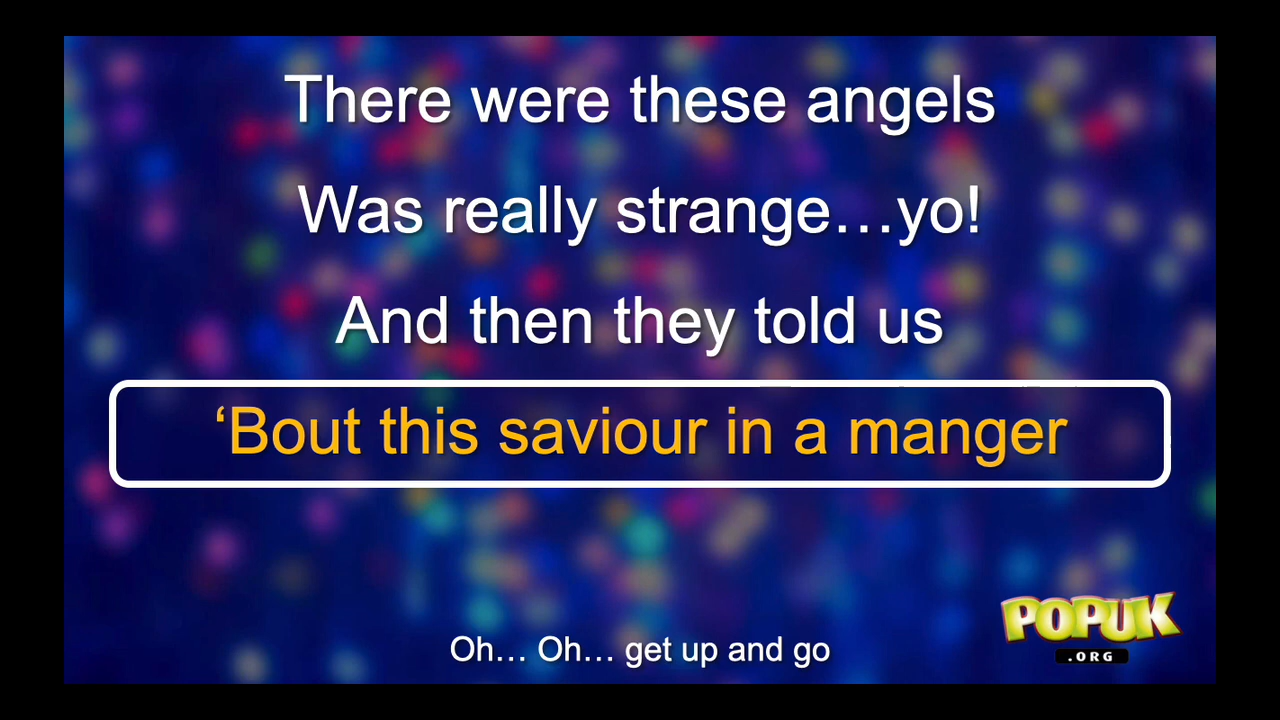 There were these angels
Was really strange…yo!
And then they told us
‘Bout this saviour in a manger
Oh… Oh… get up and go
POPUK
.ORG